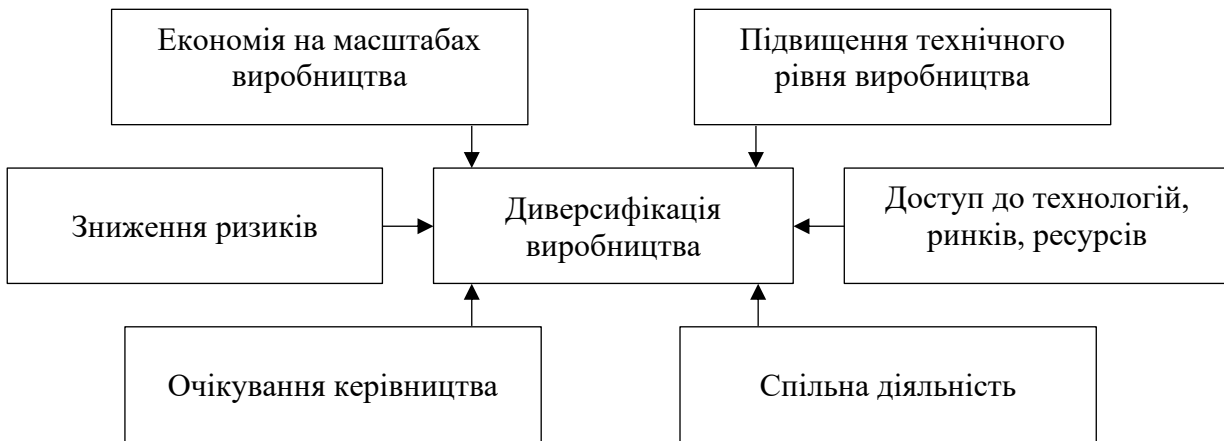 Економія на масштабах
виробництва
Підвищення технічного
рівня виробництва
Зниження ризиків
Диверсифікація
виробництва
Доступ до технологій,
ринків, ресурсів
Очікування керівництва
Спільна діяльність